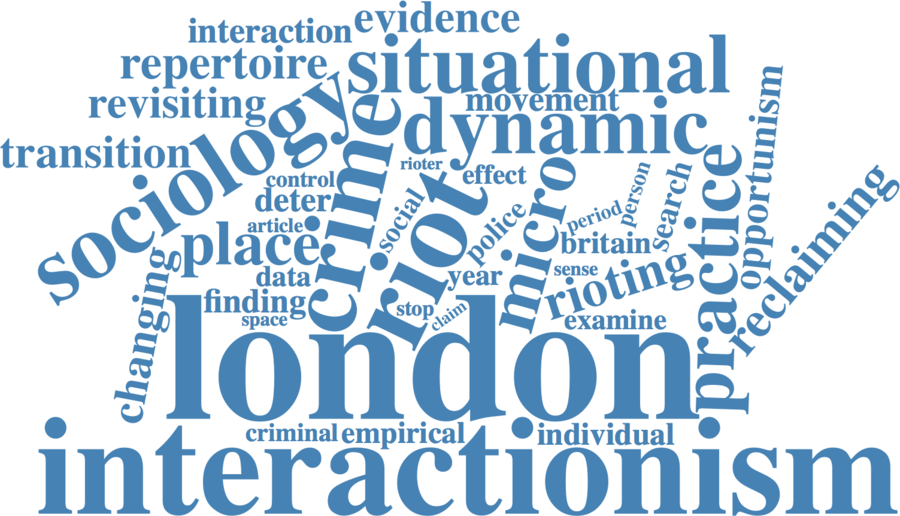 evidence
interaction
situational
repertoire
movement
revisiting
dynamic
sociology
crime
transition
rioter
effect
control
deter
social
riot
police
micro
period
person
search
practice
opportunism
reclaiming
article
place
britain
data
year
sense
rioting
changing
finding
stop
claim
space
examine
london
criminal
empirical
individual
interactionism